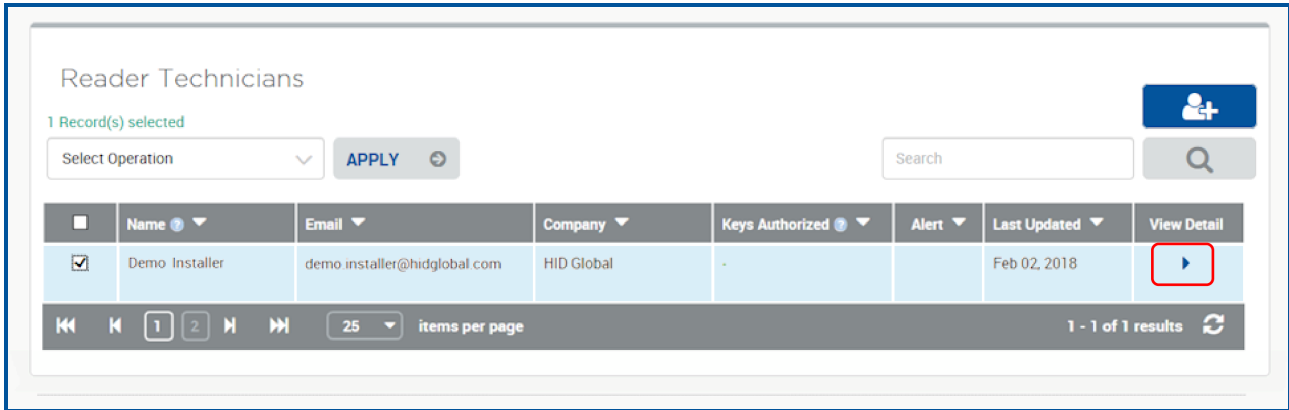 Reader Technicians
1 Record(s) selected
Select Operation APPLY Search
Name ? Email Company Keys Authorized ? Alert Last Updated View Detail
Demo Installer demo.installer@hidglobal.com HID Global - Feb 02, 2018
1 2 25 items per page 1 - 1 of 1 results